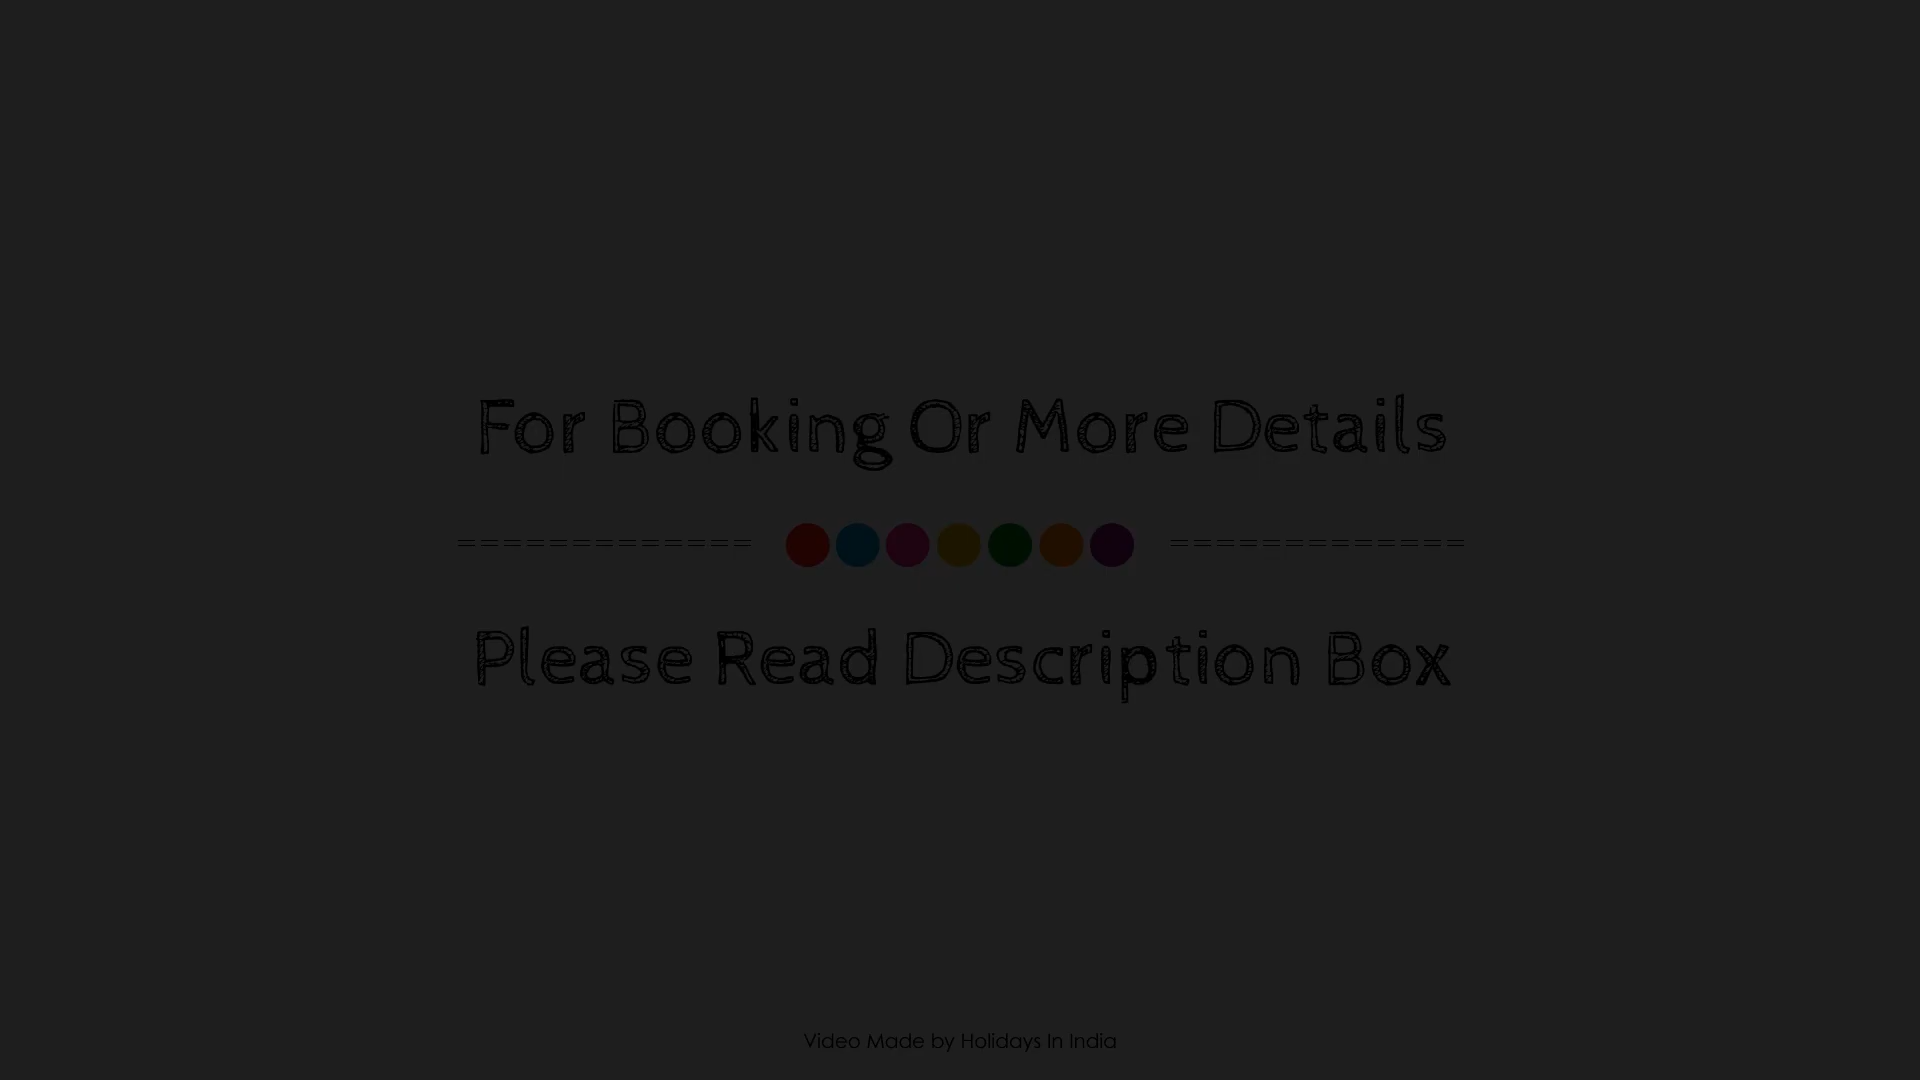 For Booking Or More Details
============= =============
Please Read Description Box
Video Made by Holidays In India